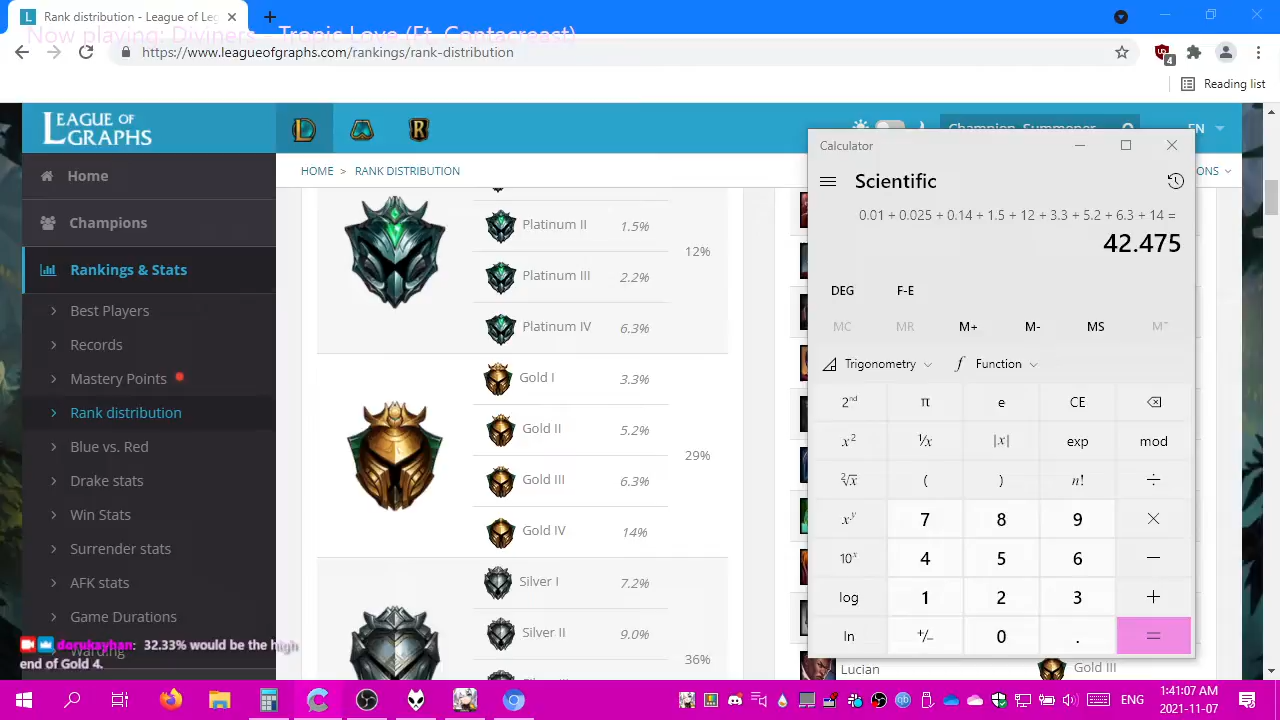 Rank distribution - League of Leg
Now playing: Diviners - Tropic Love (Ft. Contacreast)
https://www.leagueofgraphs.com/rankings/rank-distribution
4
Reading list
LEAGUE OF
GRAPHS
Champion, Summoner
EN
HOME > RANK DISTRIBUTION
Home
Champions
Rankings & Stats
Best Players
Records
Mastery Points
Rank distribution
Blue vs. Red
Drake stats
Win Stats
Surrender stats
AFK stats
Game Durations
Warding
Platinum II 1.5%
12%
Platinum III 2.2%
Platinum IV 6.3%
Gold I 3.3%
Gold II 5.2%
29%
Gold III 6.3%
Gold IV 14%
Silver I 7.2%
Silver II 9.0%
36%
IONS
Calculator
Scientific
0.01 + 0.025 + 0.14 + 1.5 + 12 + 3.3 + 5.2 + 6.3 + 14 =
42.475
DEG F-E
MC MR M+ M- MS M˅
Trigonometry Function
2ⁿᵈ π e CE
x² ¹/x |x| exp mod
²√x ( ) n! ÷
xʸ 7 8 9 ×
10ˣ 4 5 6 −
log 1 2 3 +
ln +/− 0 . =
Lucian Gold III
dorukayhan: 32.33% would be the high
end of Gold 4.
ENG
1:41:07 AM
2021-11-07